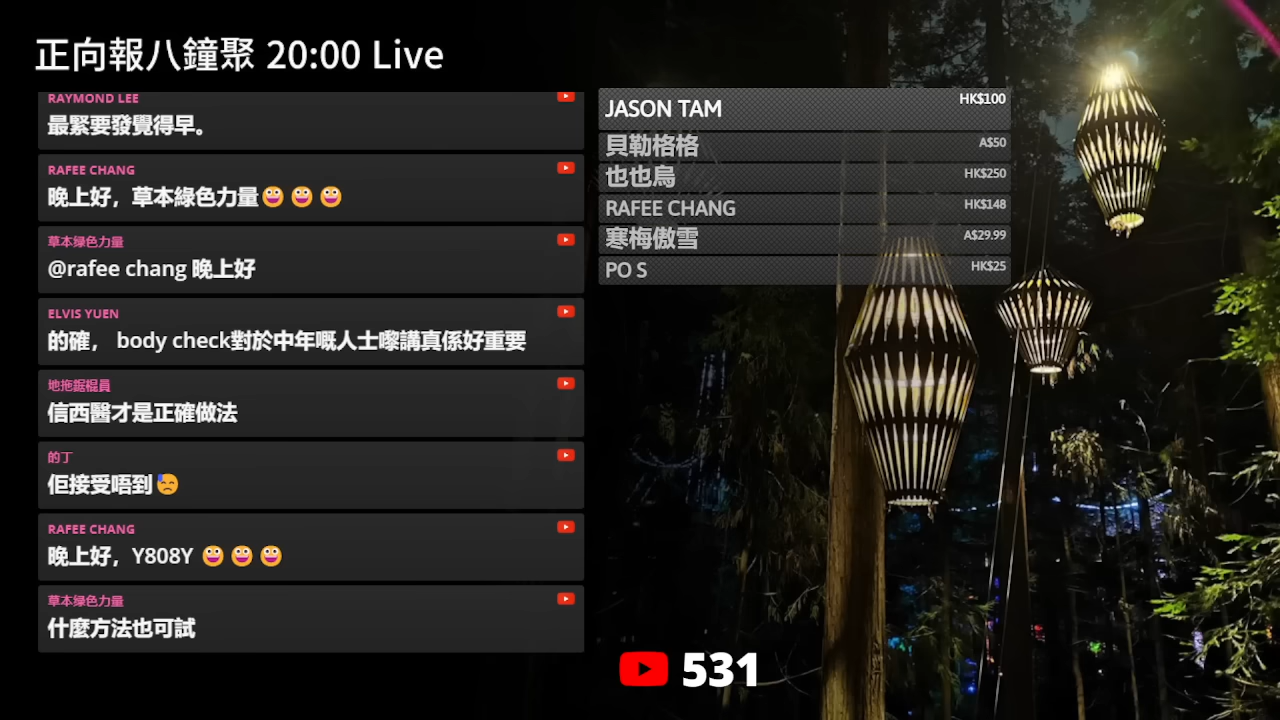 正向報八鐘聚 20:00 Live
RAYMOND LEE
最緊要發覺得早。
RAFEE CHANG
晚上好，草本綠色力量
草本绿色力量
@rafee chang 晚上好
ELVIS YUEN
的確， body check對於中年嘅人士嚟講真係好重要
地拖鋸棍員
信西醫才是正確做法
的丁
佢接受唔到
RAFEE CHANG
晚上好，Y808Y
草本绿色力量
什麼方法也可試
JASON TAM HK$100
貝勒格格 A$50
也也鳥 HK$250
RAFEE CHANG HK$148
寒梅傲雪 A$29.99
PO S HK$25
531